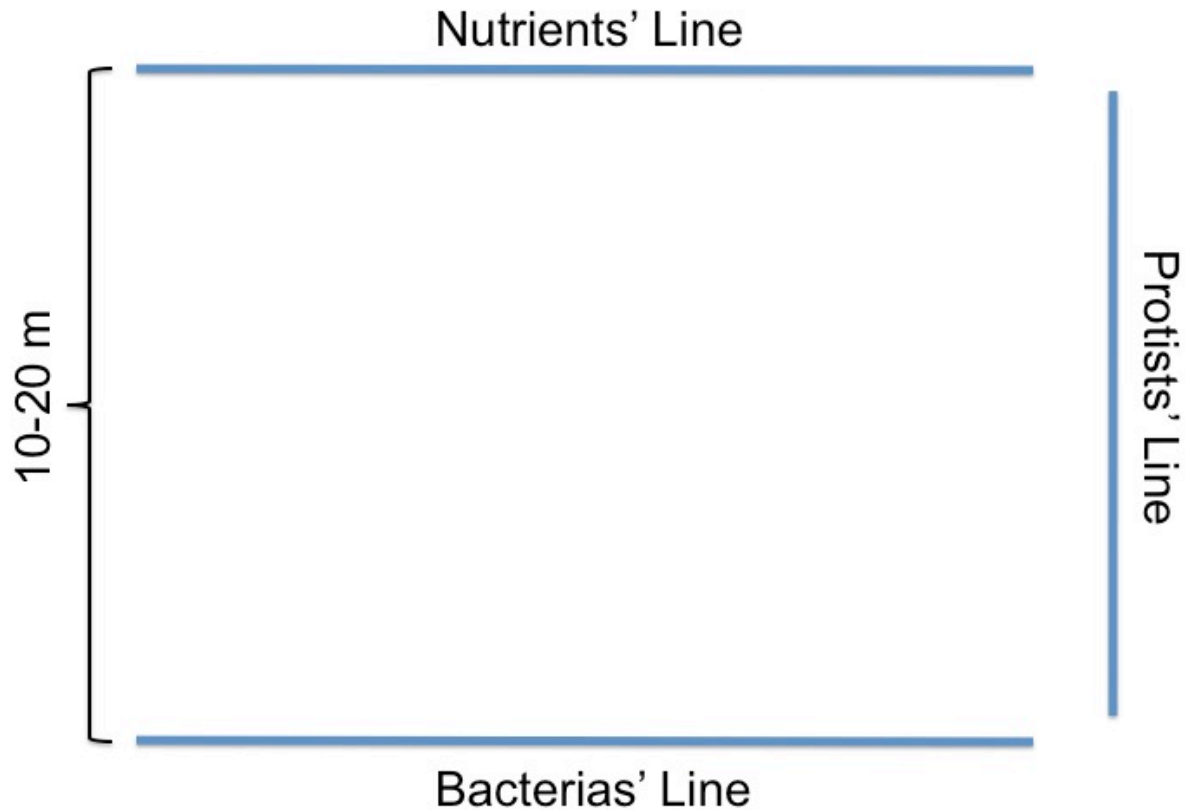 Nutrients’ Line
10-20 m
Protists’ Line
Bacterias’ Line